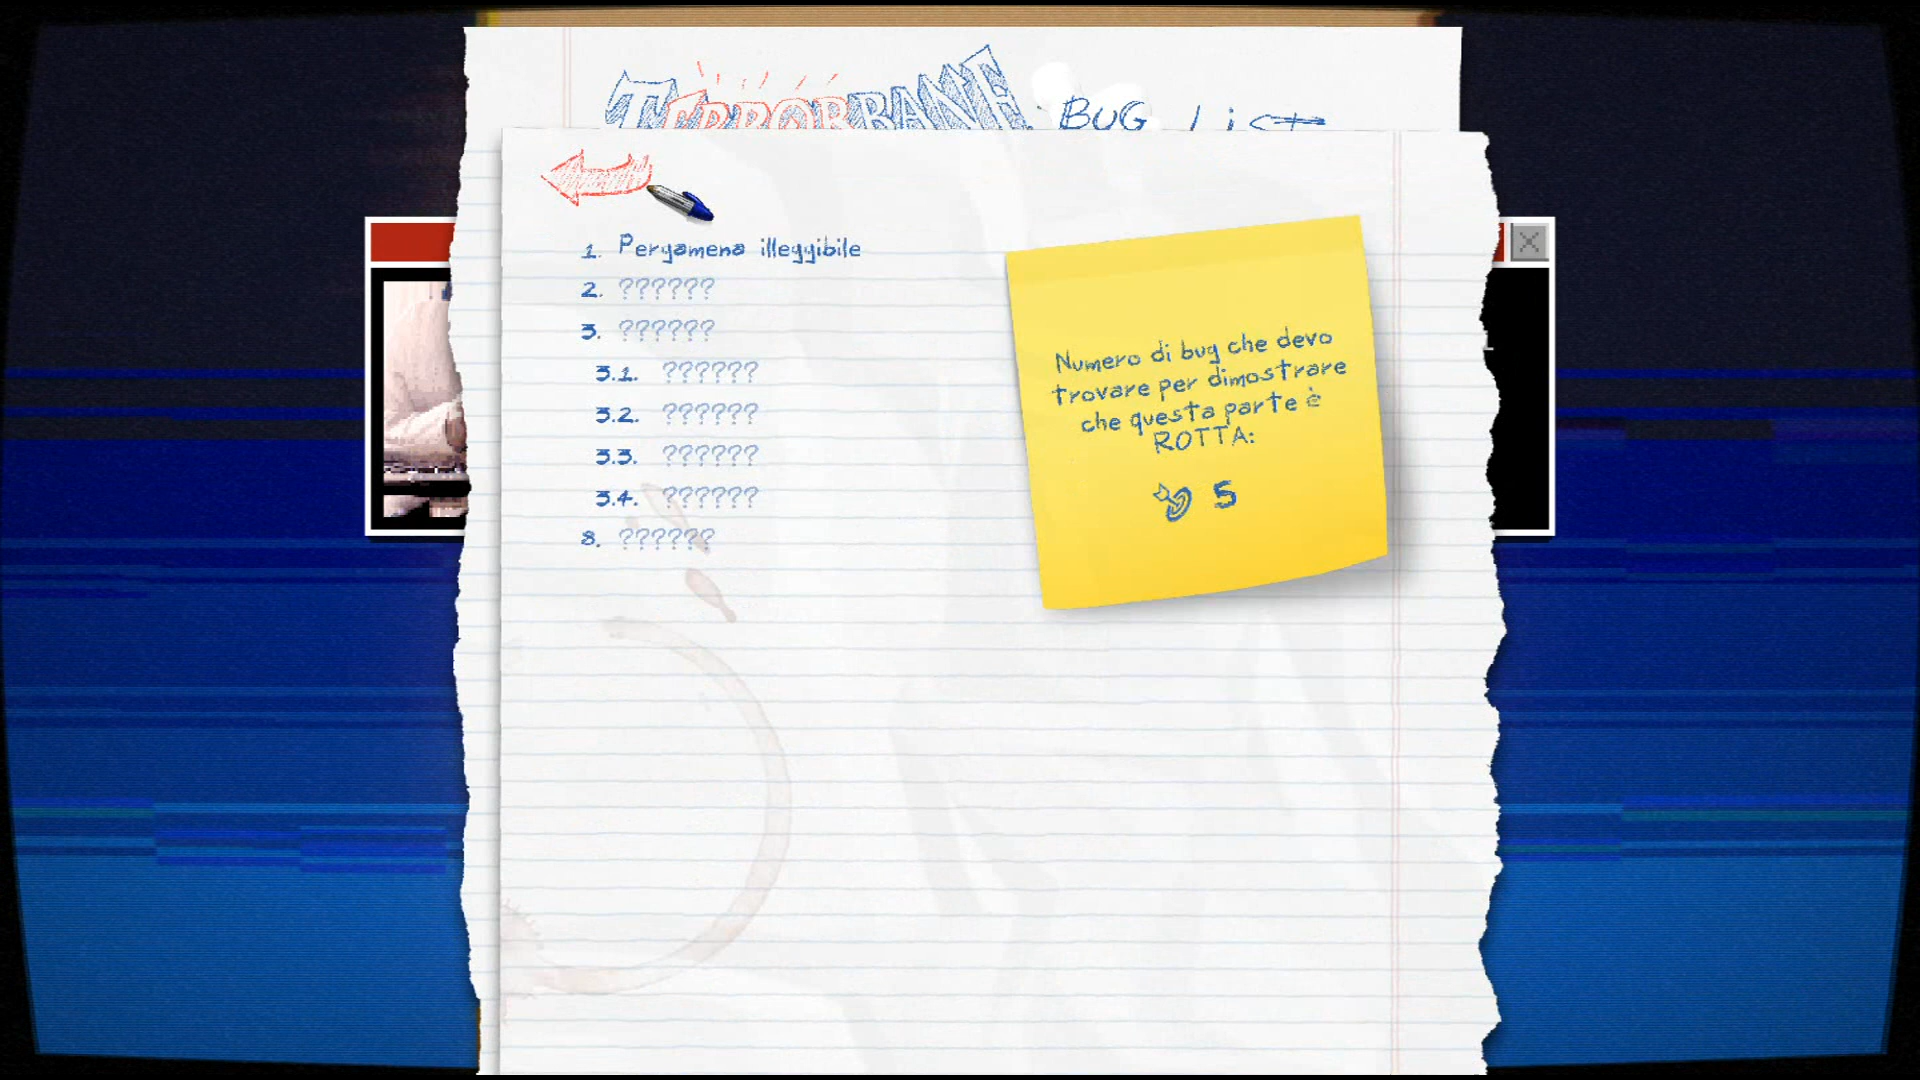 TERRORBANE BUG List
1. Pergamena illeggibile
2. ??????
3. ??????
3.1. ??????
3.2. ??????
3.3. ??????
3.4. ??????
8. ??????
Numero di bug che devo
trovare per dimostrare
che questa parte è
ROTTA:
5